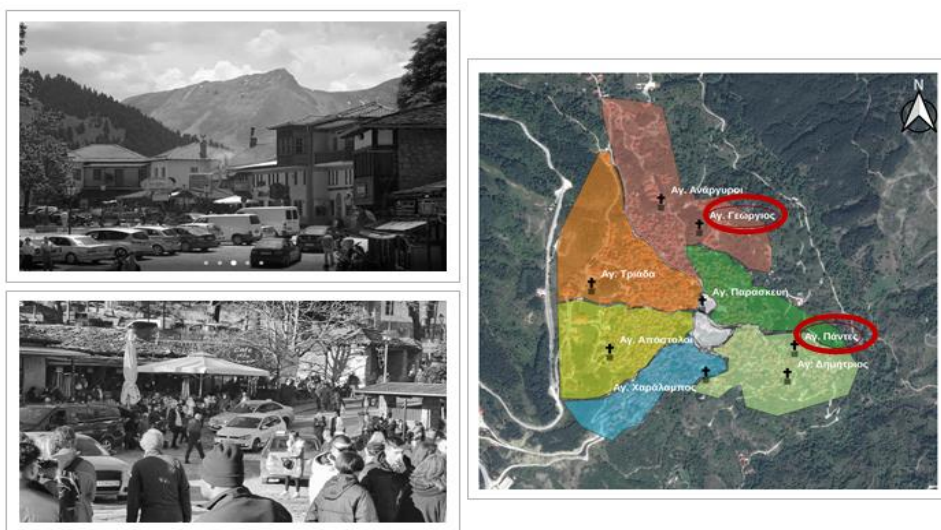 N
Αγ. Ανάργυροι
Αγ. Γεώργιος
Αγ. Τριάδα
Αγ. Παρασκευή
Αγ. Πάντες
Αγ. Απόστολοι
Αγ. Δημήτριος
Αγ. Χαράλαμπος